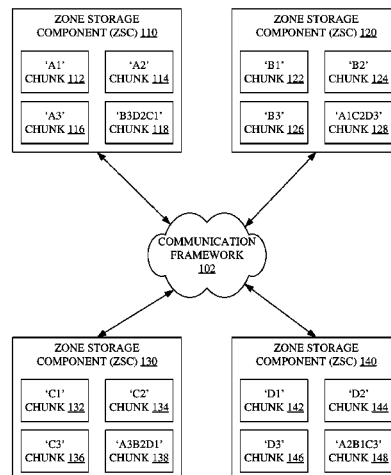 ZONE STORAGE
COMPONENT (ZSC) 110
'A1'
CHUNK 112
'A2'
CHUNK 114
'A3'
CHUNK 116
'B3D2C1'
CHUNK 118
ZONE STORAGE
COMPONENT (ZSC) 120
'B1'
CHUNK 122
'B2'
CHUNK 124
'B3'
CHUNK 126
'A1C2D3'
CHUNK 128
COMMUNICATION
FRAMEWORK
102
ZONE STORAGE
COMPONENT (ZSC) 130
'C1'
CHUNK 132
'C2'
CHUNK 134
'C3'
CHUNK 136
'A3B2D1'
CHUNK 138
ZONE STORAGE
COMPONENT (ZSC) 140
'D1'
CHUNK 142
'D2'
CHUNK 144
'D3'
CHUNK 146
'A2B1C3'
CHUNK 148